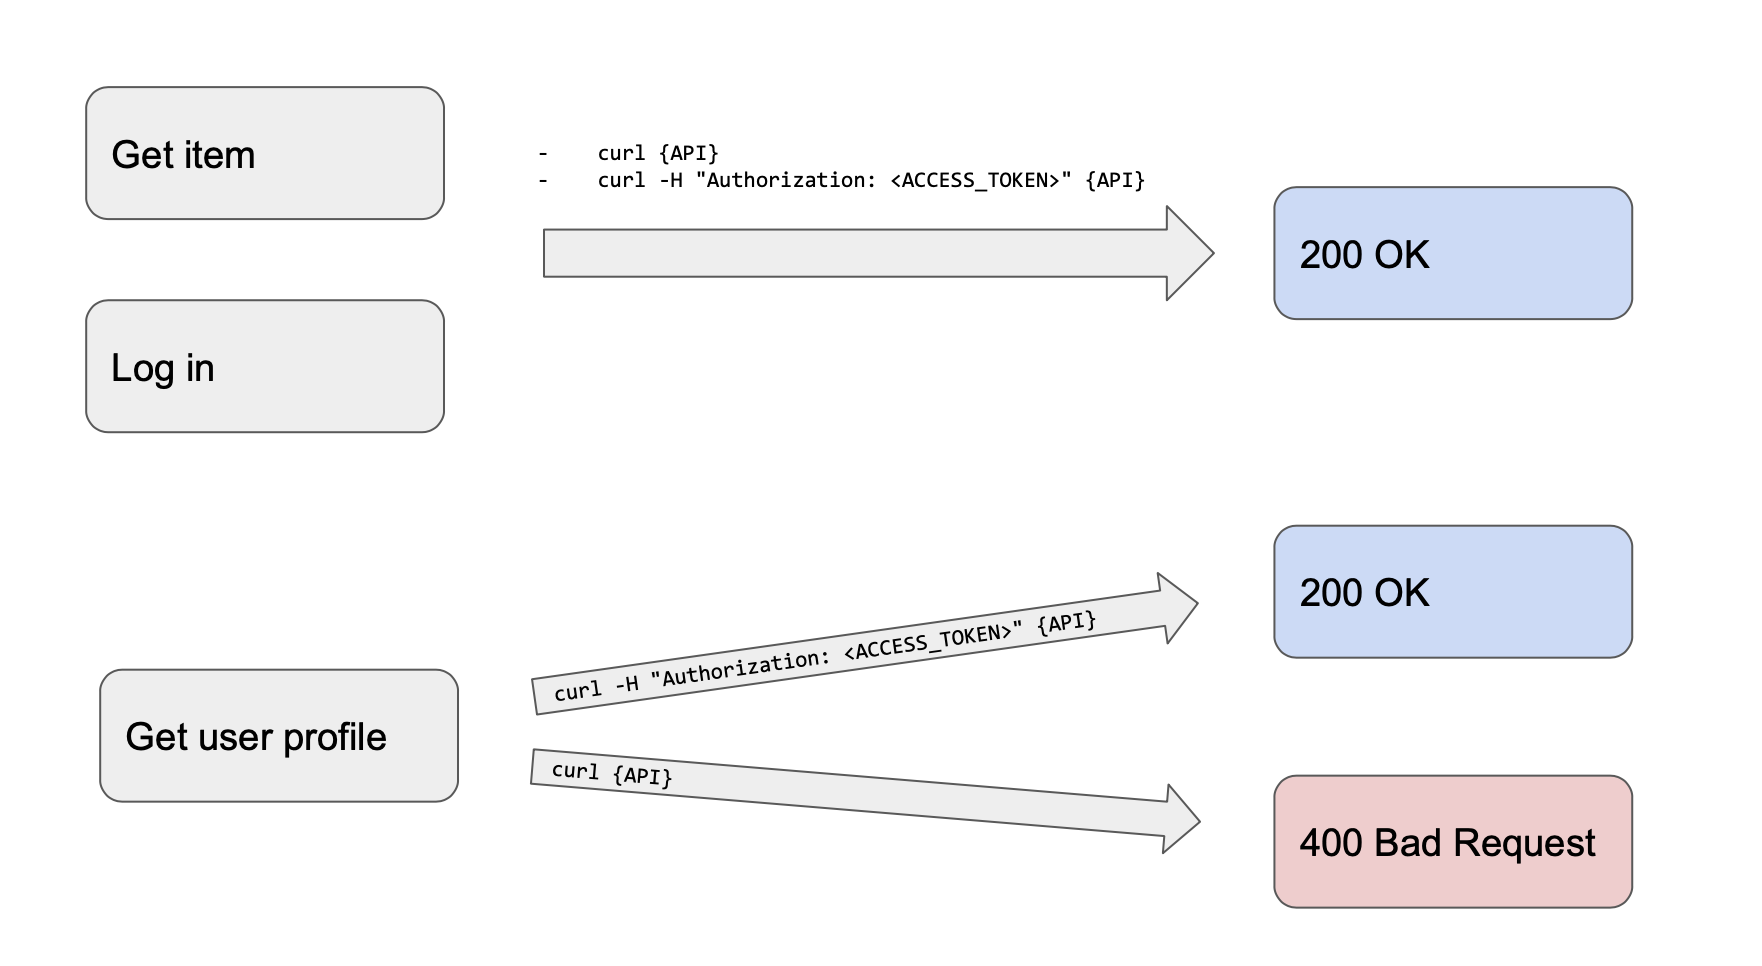 Get item
- curl {API}
- curl -H "Authorization: <ACCESS_TOKEN>" {API}
200 OK
Log in
200 OK
curl -H "Authorization: <ACCESS_TOKEN>" {API}
Get user profile
curl {API}
400 Bad Request